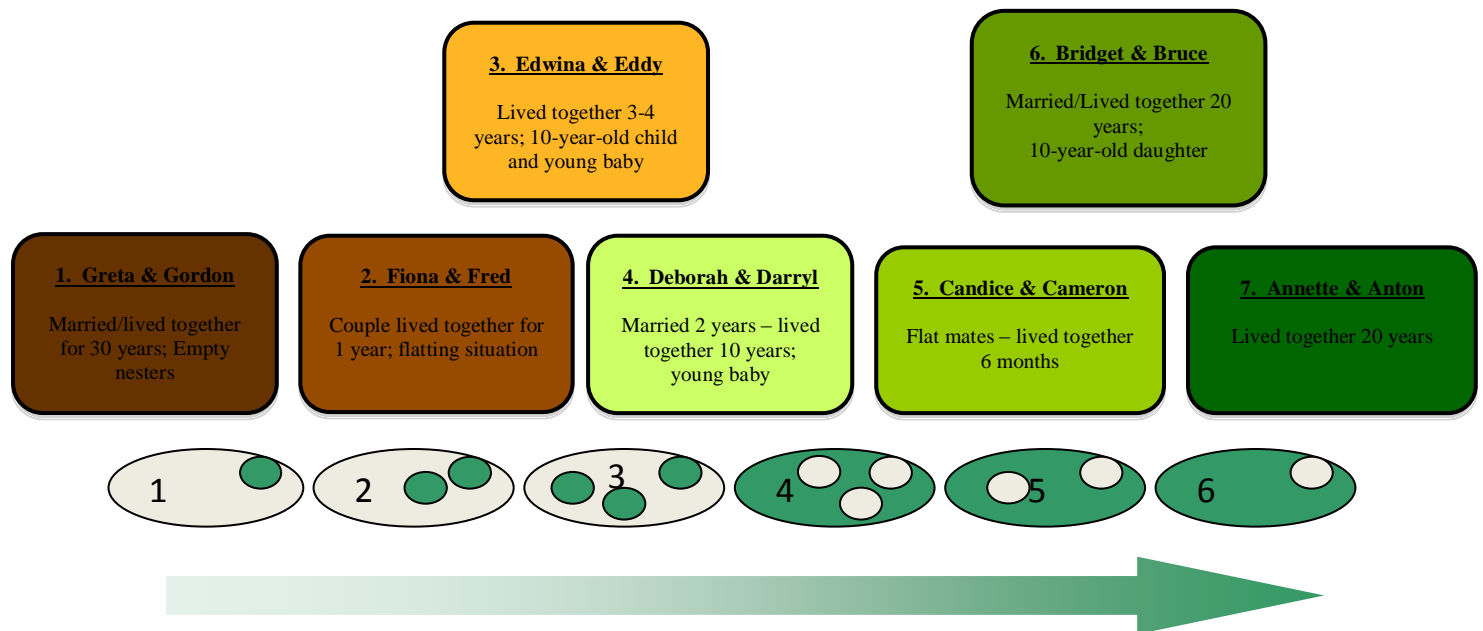 3. Edwina & Eddy
Lived together 3-4
years; 10-year-old child
and young baby
6. Bridget & Bruce
Married/Lived together 20
years;
10-year-old daughter
1. Greta & Gordon
Married/lived together
for 30 years; Empty
nesters
2. Fiona & Fred
Couple lived together for
1 year; flatting situation
4. Deborah & Darryl
Married 2 years – lived
together 10 years;
young baby
5. Candice & Cameron
Flat mates – lived together
6 months
7. Annette & Anton
Lived together 20 years
1
2
3
4
5
6